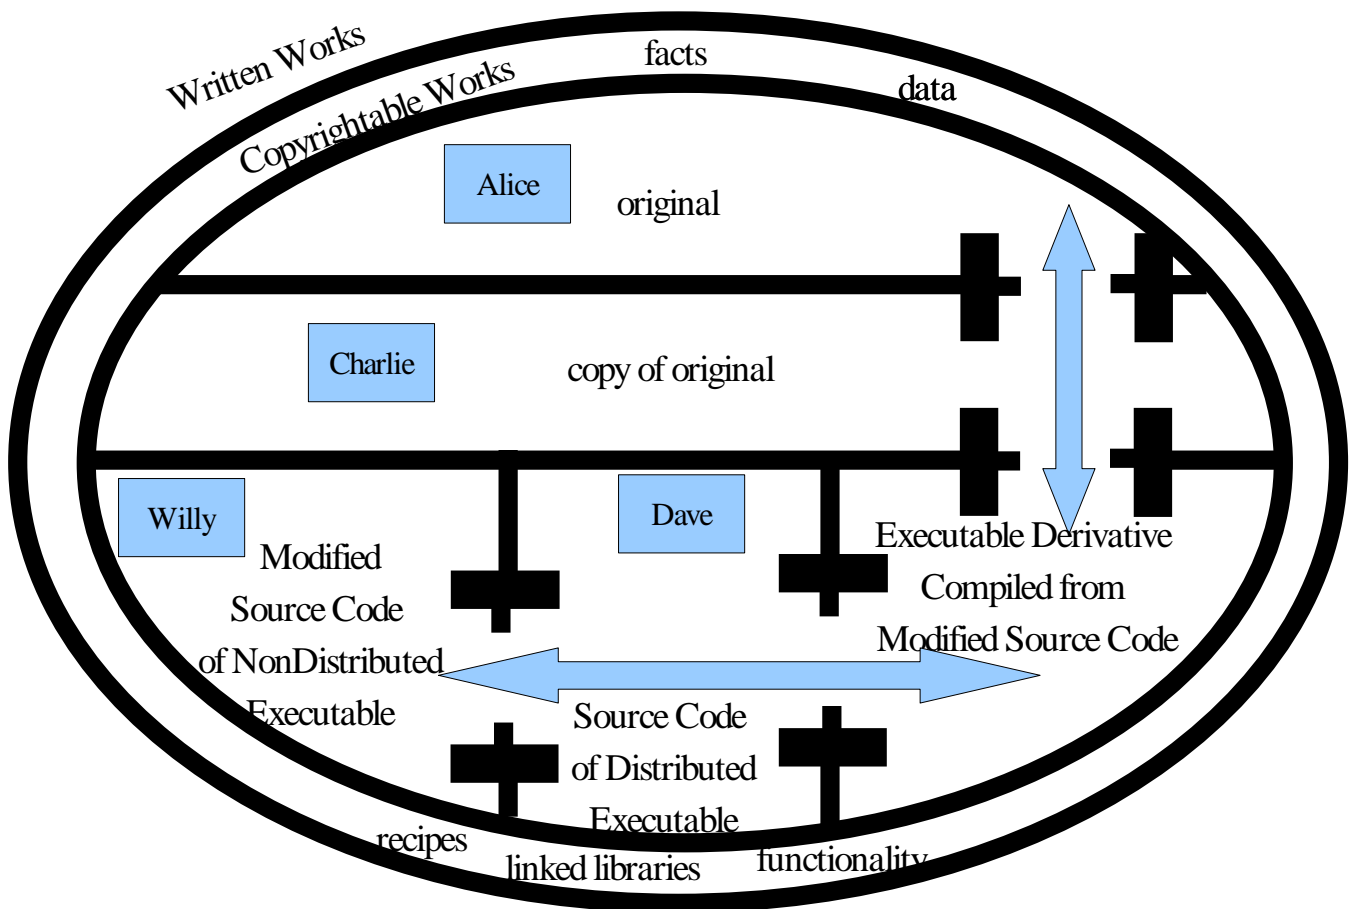 Written Works
facts
Copyrightable Works
data
Alice
original
Charlie
copy of original
Willy
Dave
Modified
Source Code
of NonDistributed
Executable
Executable Derivative
Compiled from
Modified Source Code
Source Code
of Distributed
Executable
recipes
linked libraries
functionality